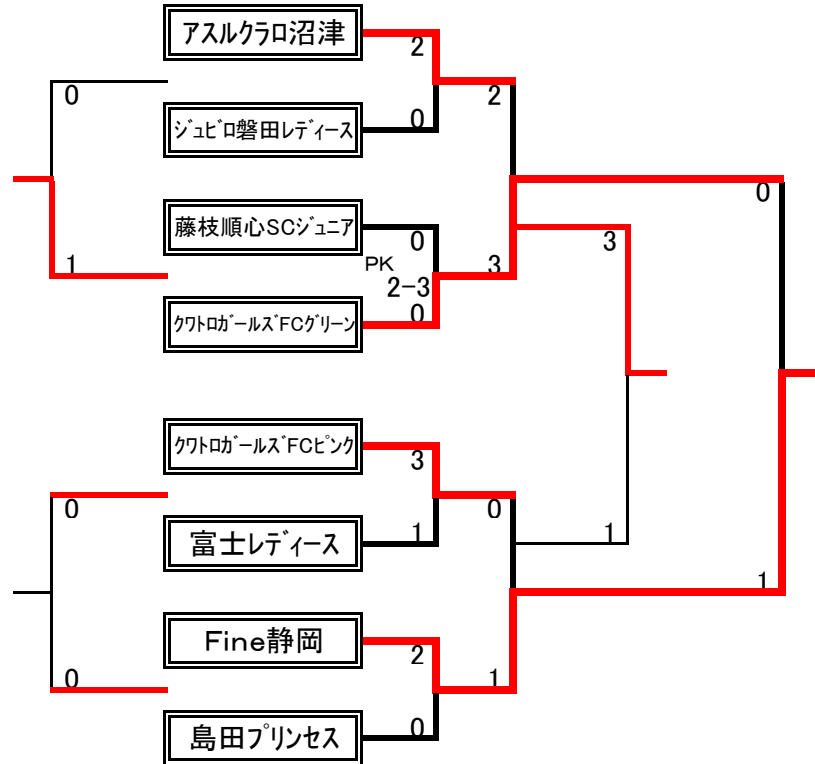 アスルクラロ沼津
2
0
2
ｼﾞｭﾋﾞﾛ磐田ﾚﾃﾞｨｰｽ
0
0
藤枝順心SCｼﾞｭﾆｱ
0
3
1
PK
3
2-3
ｸﾜﾄﾛｶﾞｰﾙｽﾞFCｸﾞﾘｰﾝ
0
ｸﾜﾄﾛｶﾞｰﾙｽﾞFCﾋﾟﾝｸ
3
0
0
富士レディース
1
1
1
Fine静岡
2
0
1
島田プリンセス
0